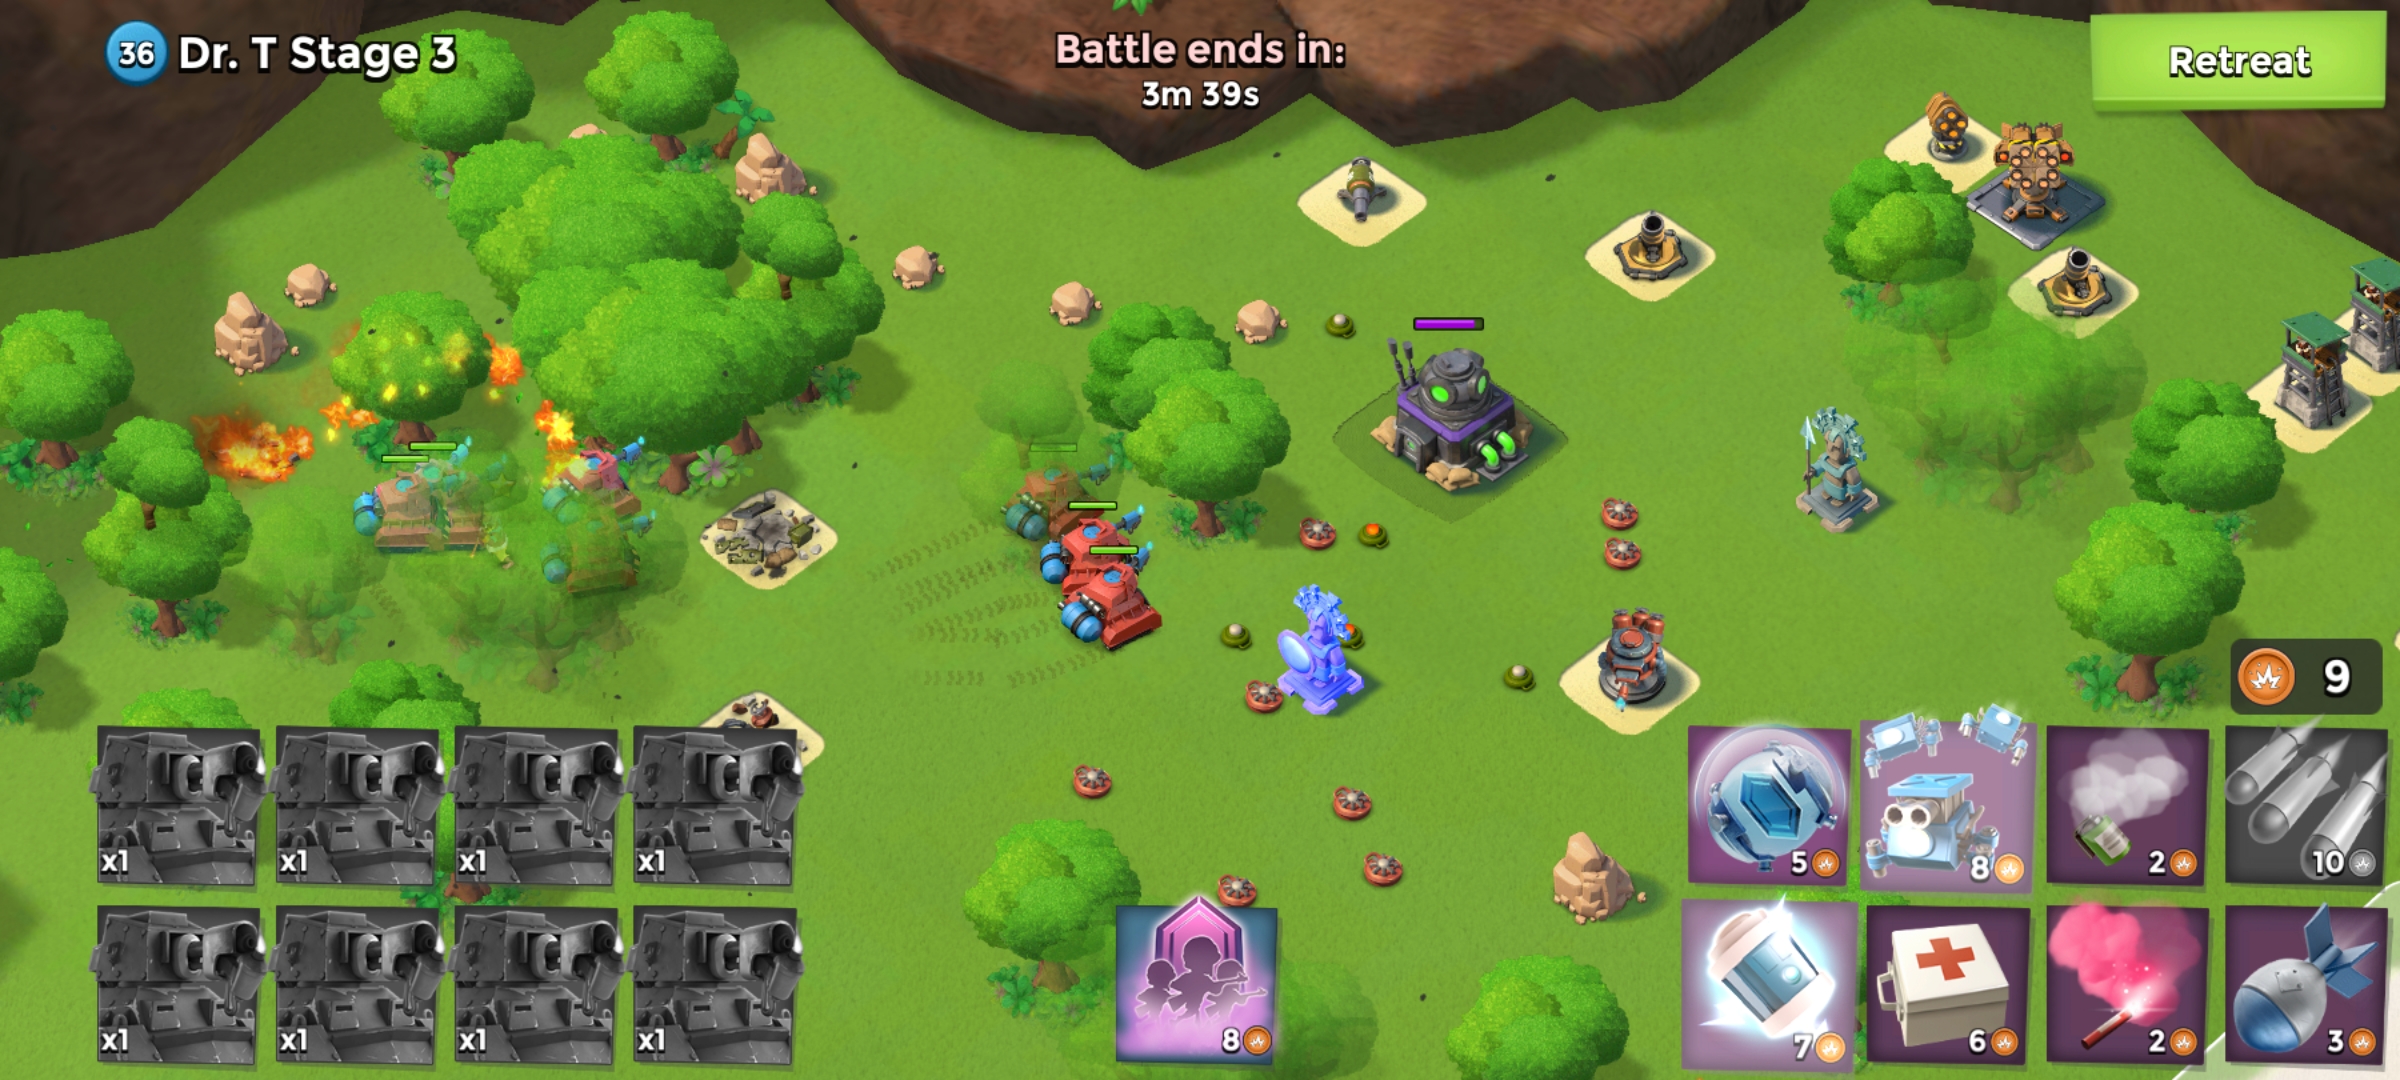 36 Dr. T Stage 3
Battle ends in:
3m 39s
Retreat
9
x1 x1 x1 x1
5 8 2 10
x1 x1 x1 x1
8
7 6 2 3